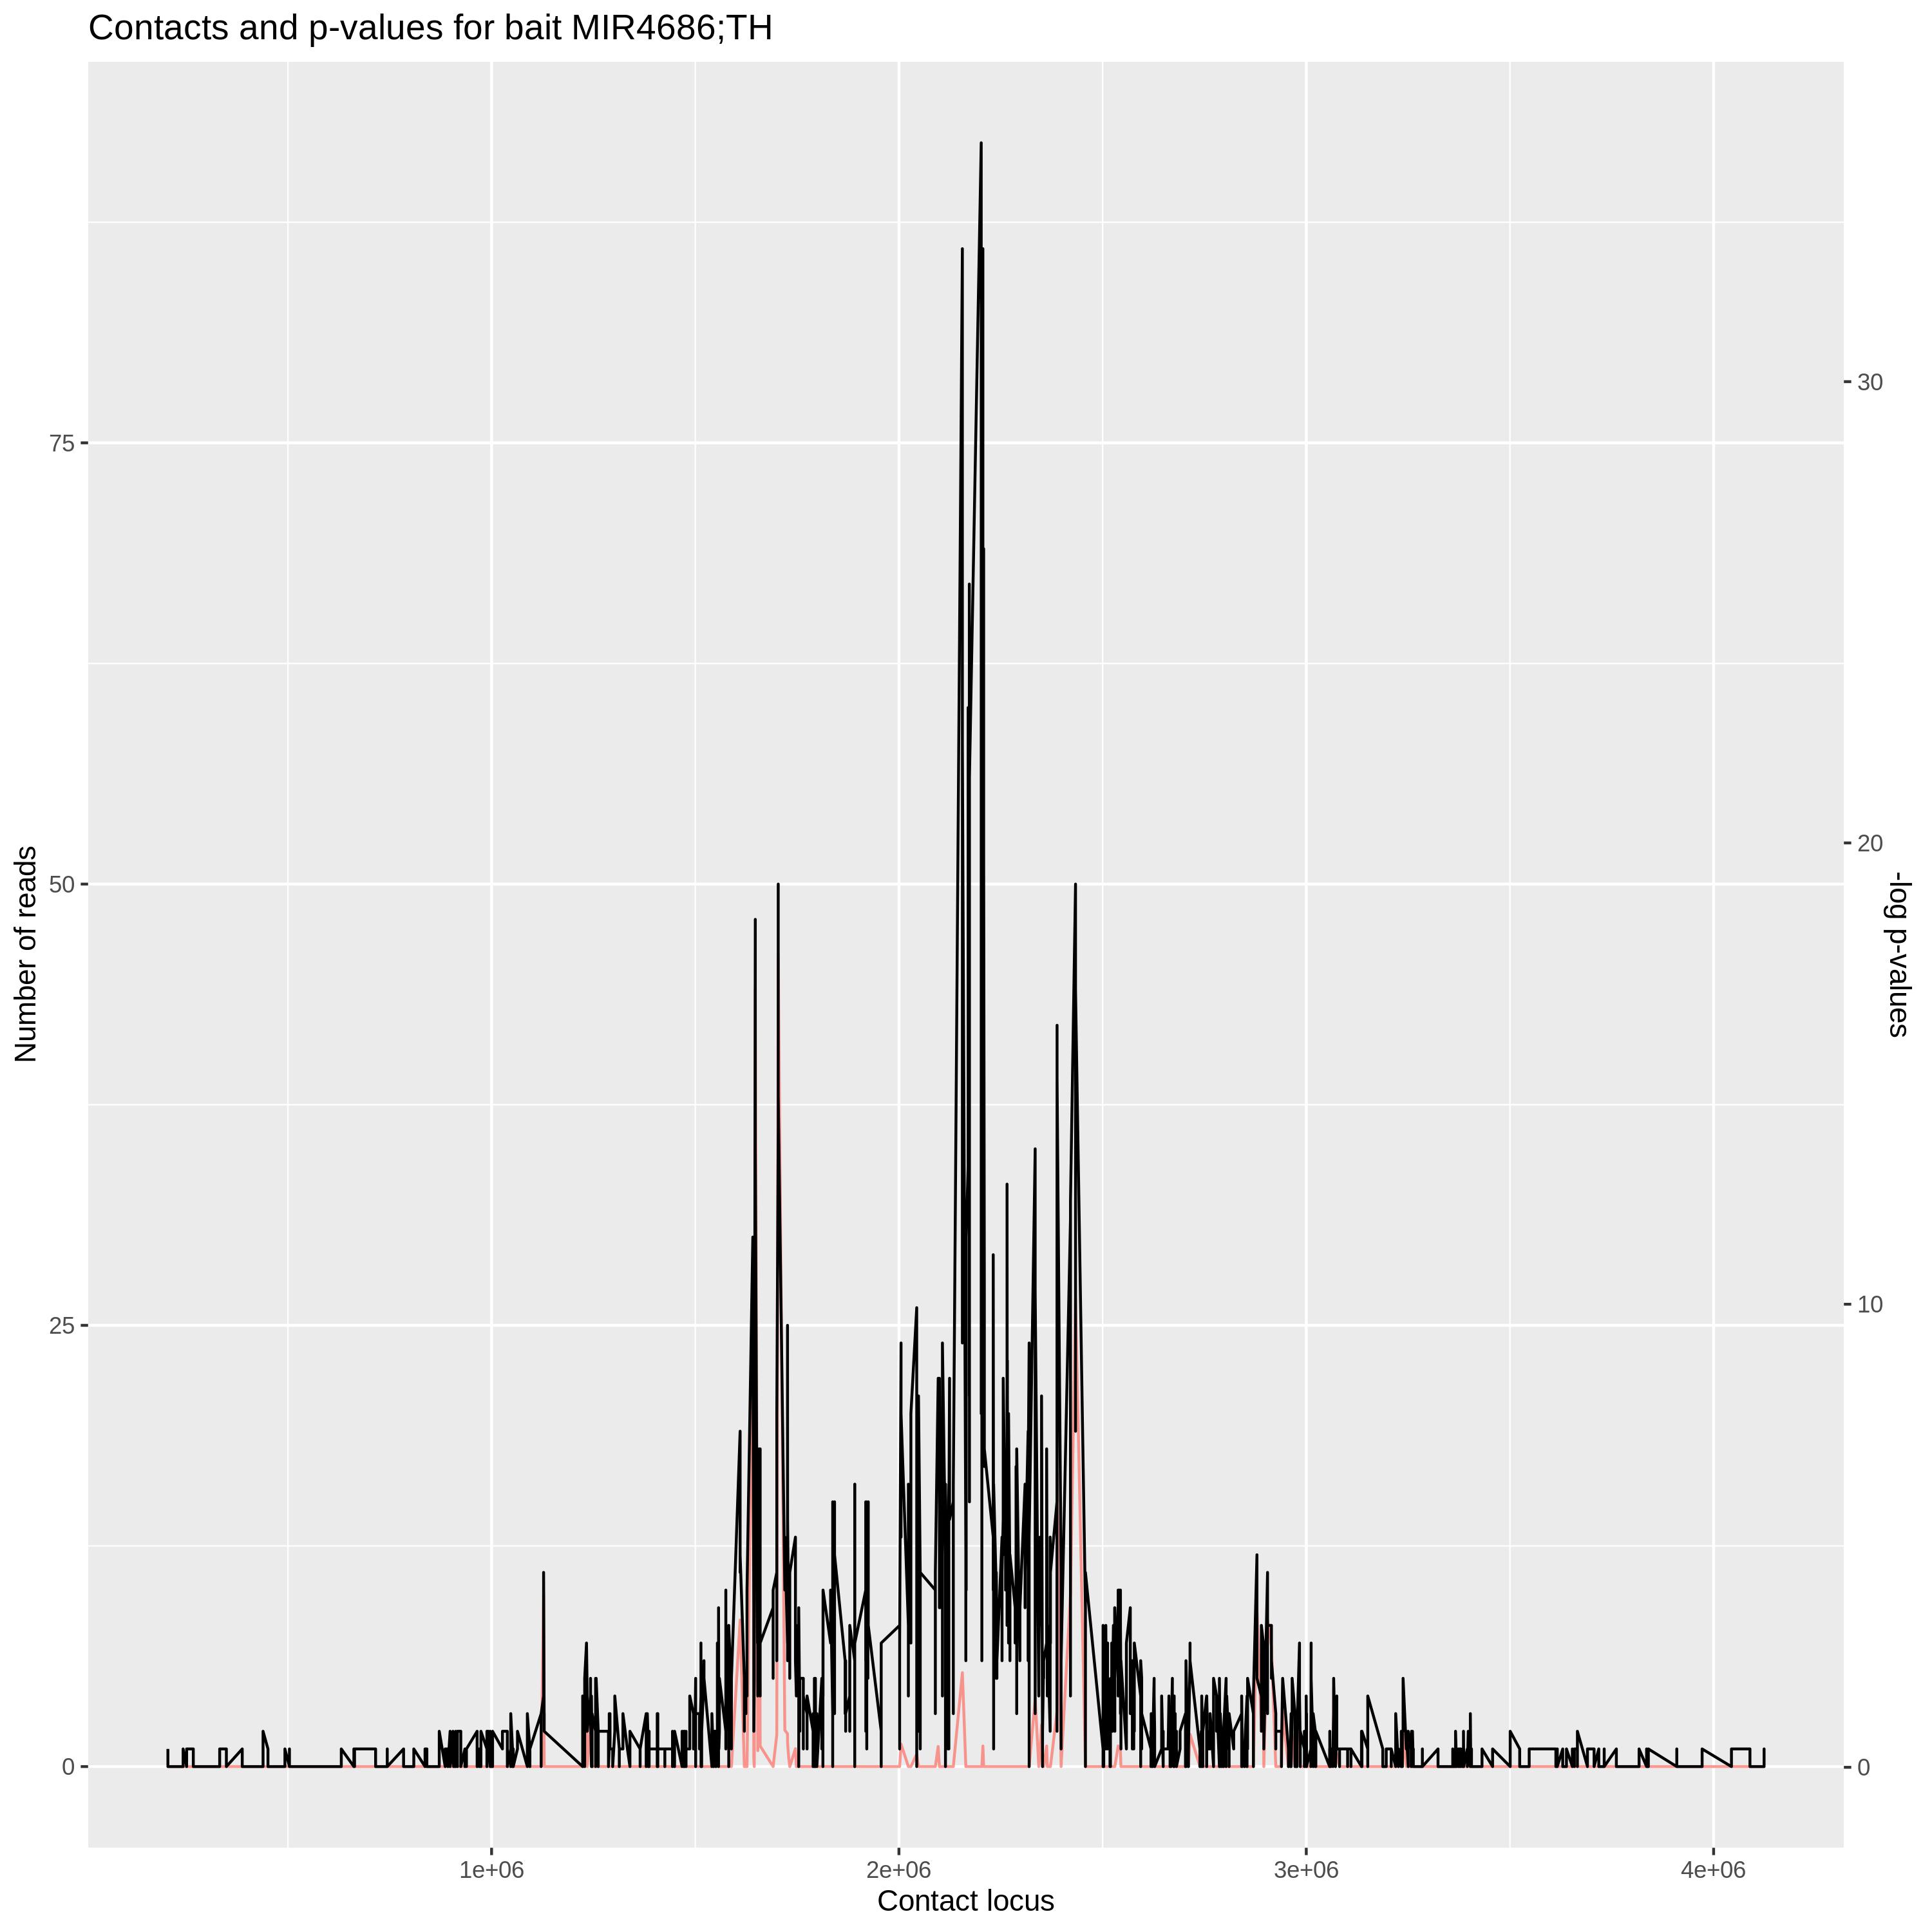 Contacts and p-values for bait MIR4686;TH
75
50
25
0
30
20
10
0
Number of reads
-log p-values
1e+06
2e+06
3e+06
4e+06
Contact locus